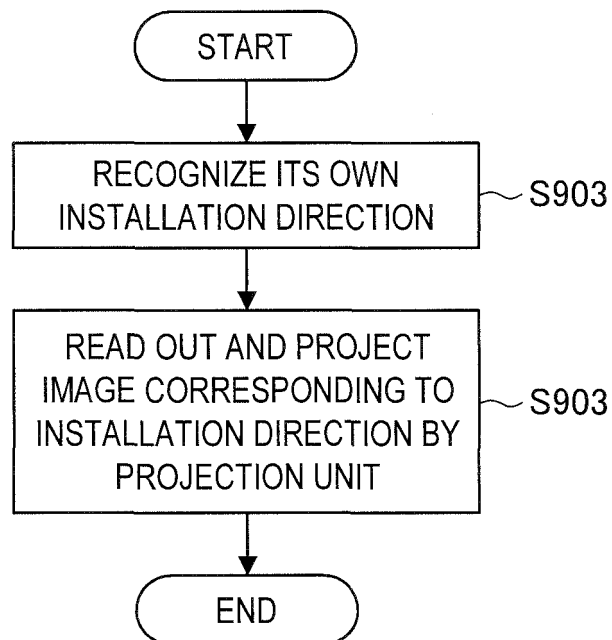 START
RECOGNIZE ITS OWN
INSTALLATION DIRECTION
S903
READ OUT AND PROJECT
IMAGE CORRESPONDING TO
INSTALLATION DIRECTION BY
PROJECTION UNIT
S903
END